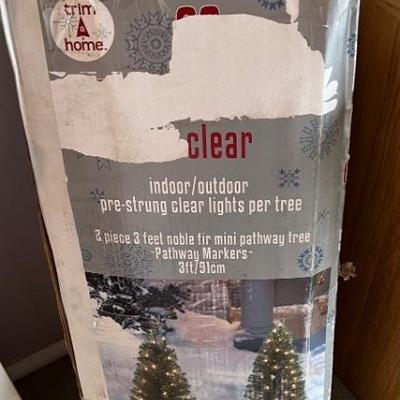 trim
A
home
clear
indoor/outdoor
pre-strung clear lights per tree
2 piece 3 feet noble fir mini pathway tree
~Pathway Markers~
3ft/91cm